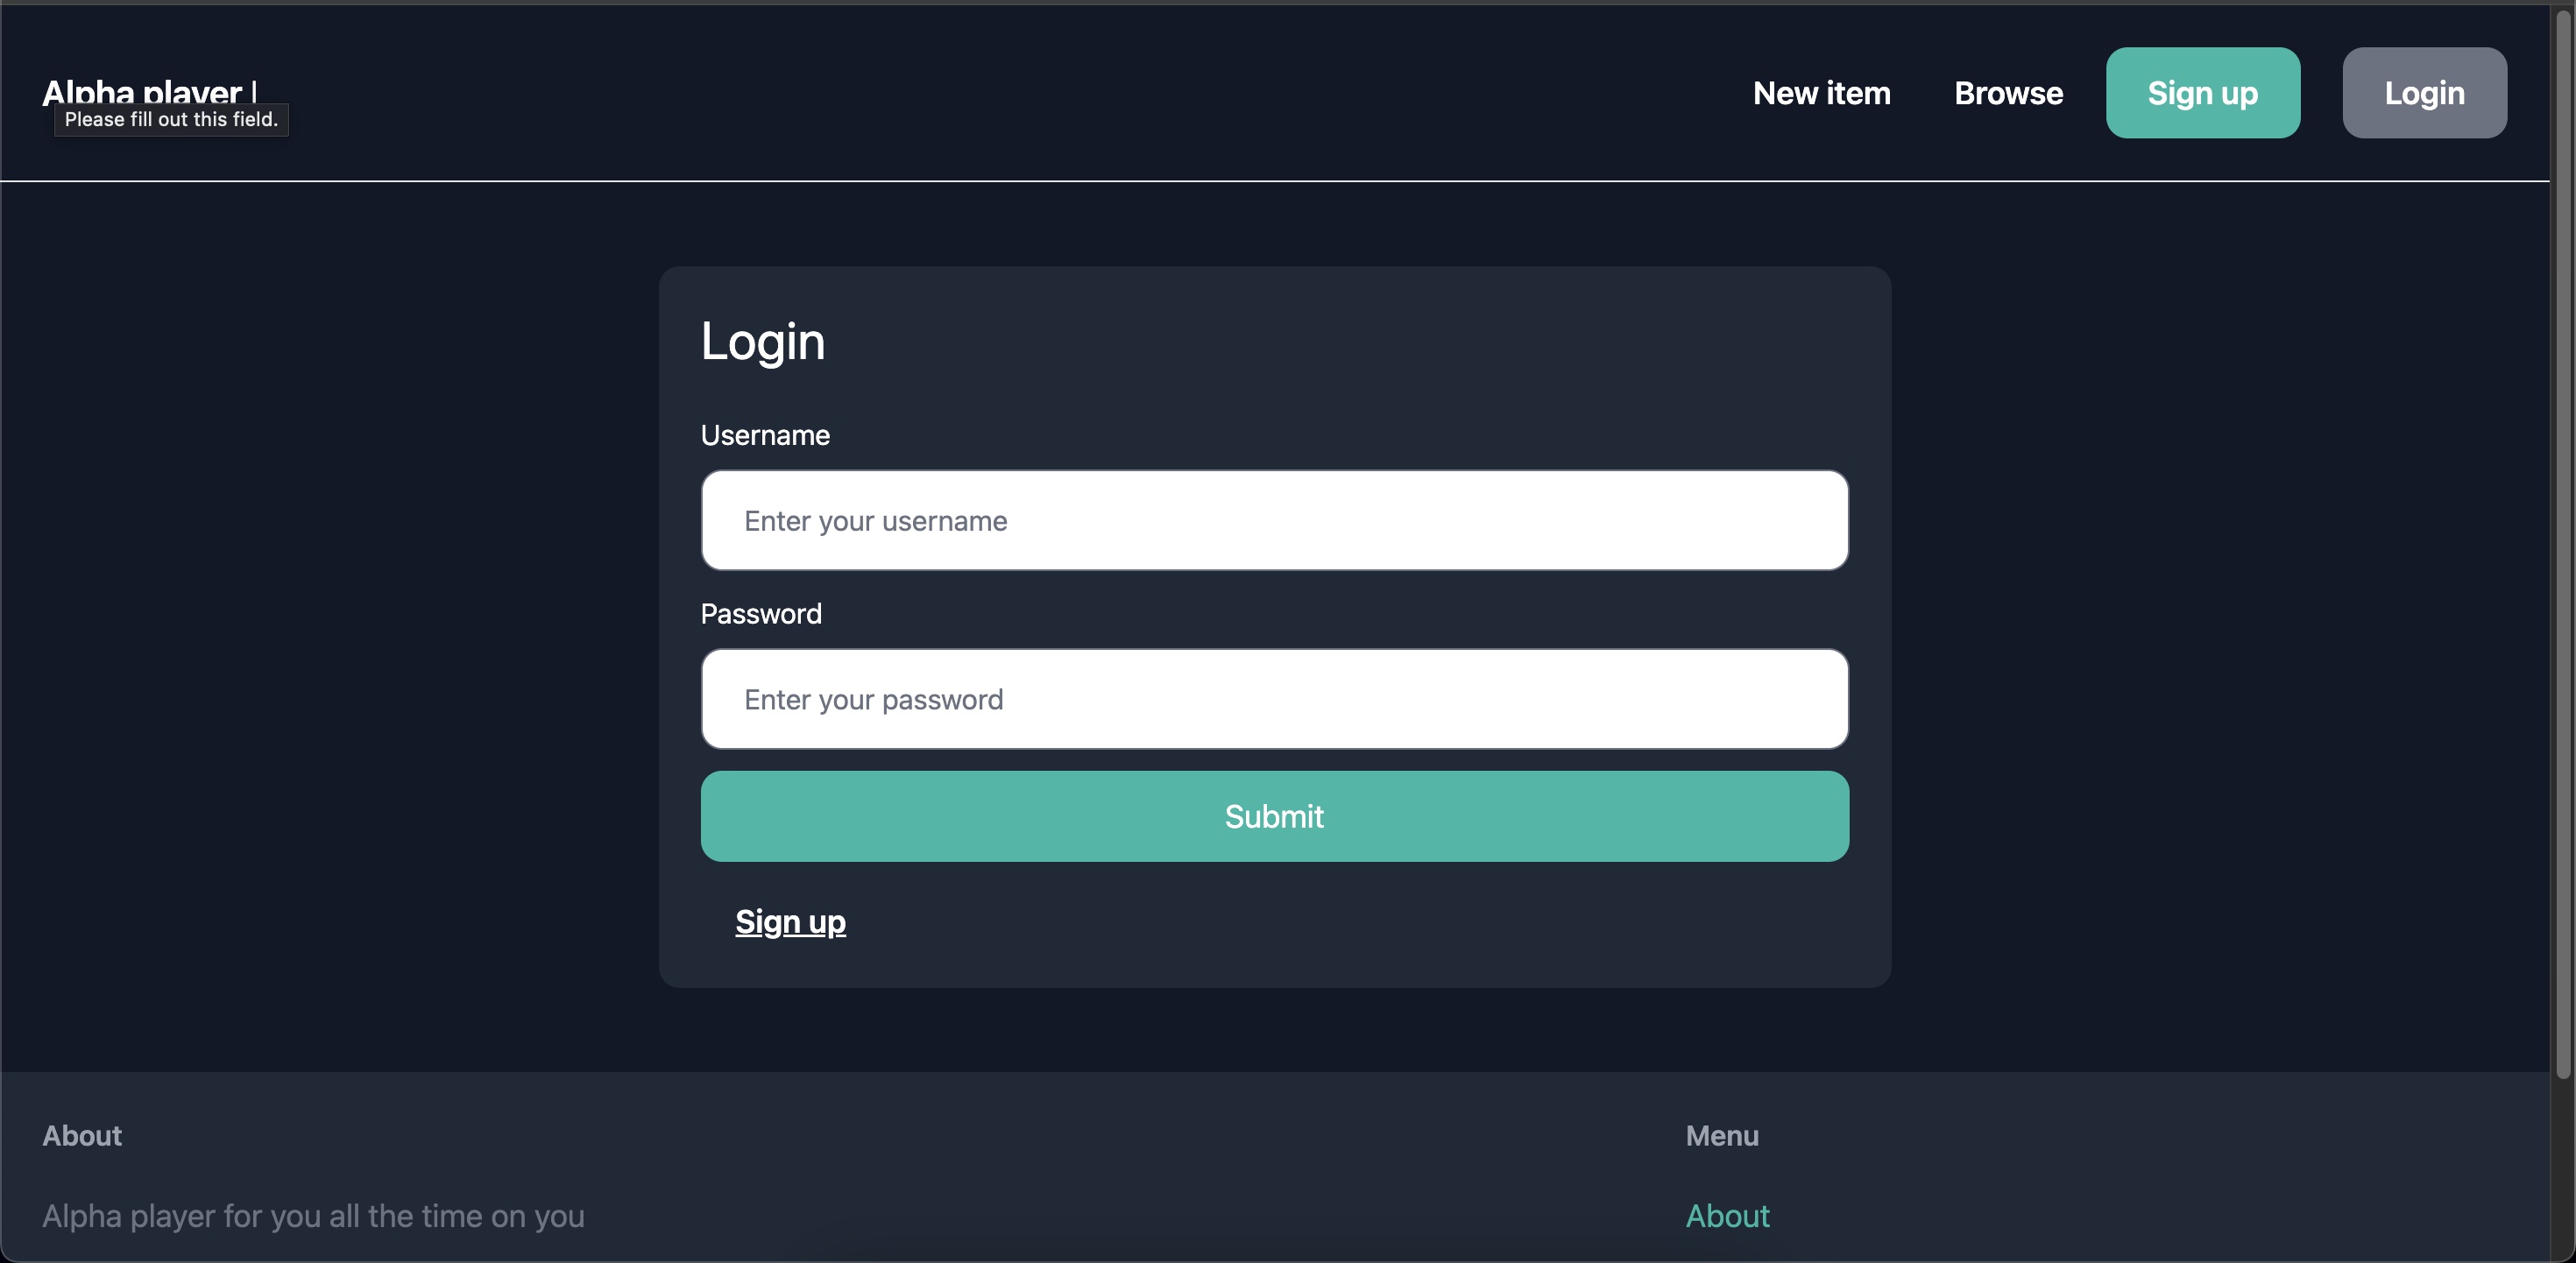 Alpha player |
Please fill out this field.
New item
Browse
Sign up
Login
Login
Username
Enter your username
Password
Enter your password
Submit
Sign up
About
Menu
Alpha player for you all the time on you
About